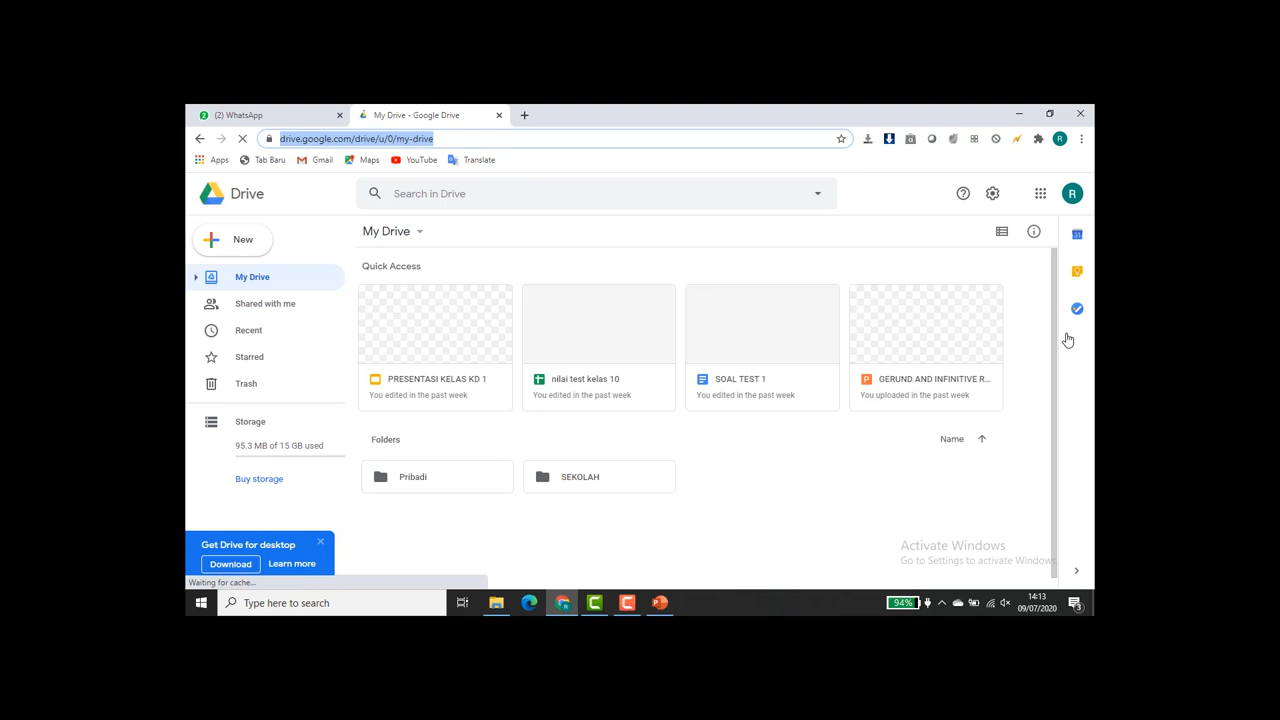 (2) WhatsApp
My Drive - Google Drive
drive.google.com/drive/u/0/my-drive
R
Apps
Tab Baru
Gmail
Maps
YouTube
Translate
Drive
Search in Drive
R
New
My Drive
31
My Drive
Shared with me
Recent
Starred
Trash
Storage
95.3 MB of 15 GB used
Buy storage
Quick Access
PRESENTASI KELAS KD 1
You edited in the past week
nilai test kelas 10
You edited in the past week
SOAL TEST 1
You edited in the past week
P
GERUND AND INFINITIVE R...
You uploaded in the past week
Folders
Name
Pribadi
SEKOLAH
Get Drive for desktop
Download
Learn more
Activate Windows
Go to Settings to activate Windows.
Waiting for cache...
Type here to search
94%
14:13
09/07/2020
3